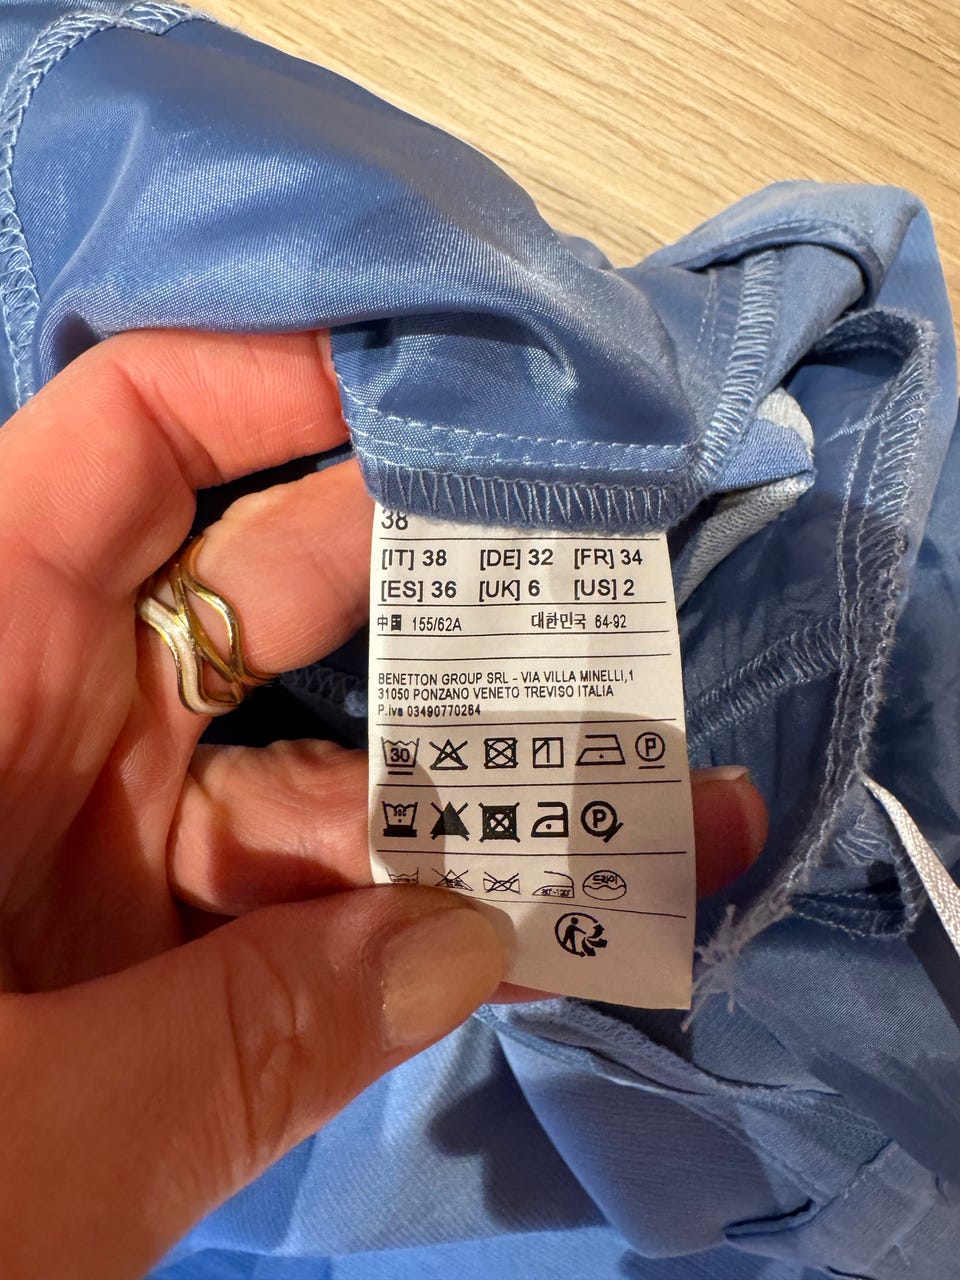 38
[IT] 38 [DE] 32 [FR] 34
[ES] 36 [UK] 6 [US] 2
中国 155/62A 대한민국 64-92
BENETTON GROUP SRL - VIA VILLA MINELLI,1
31050 PONZANO VENETO TREVISO ITALIA
P.iva 03490770264
30 P
P